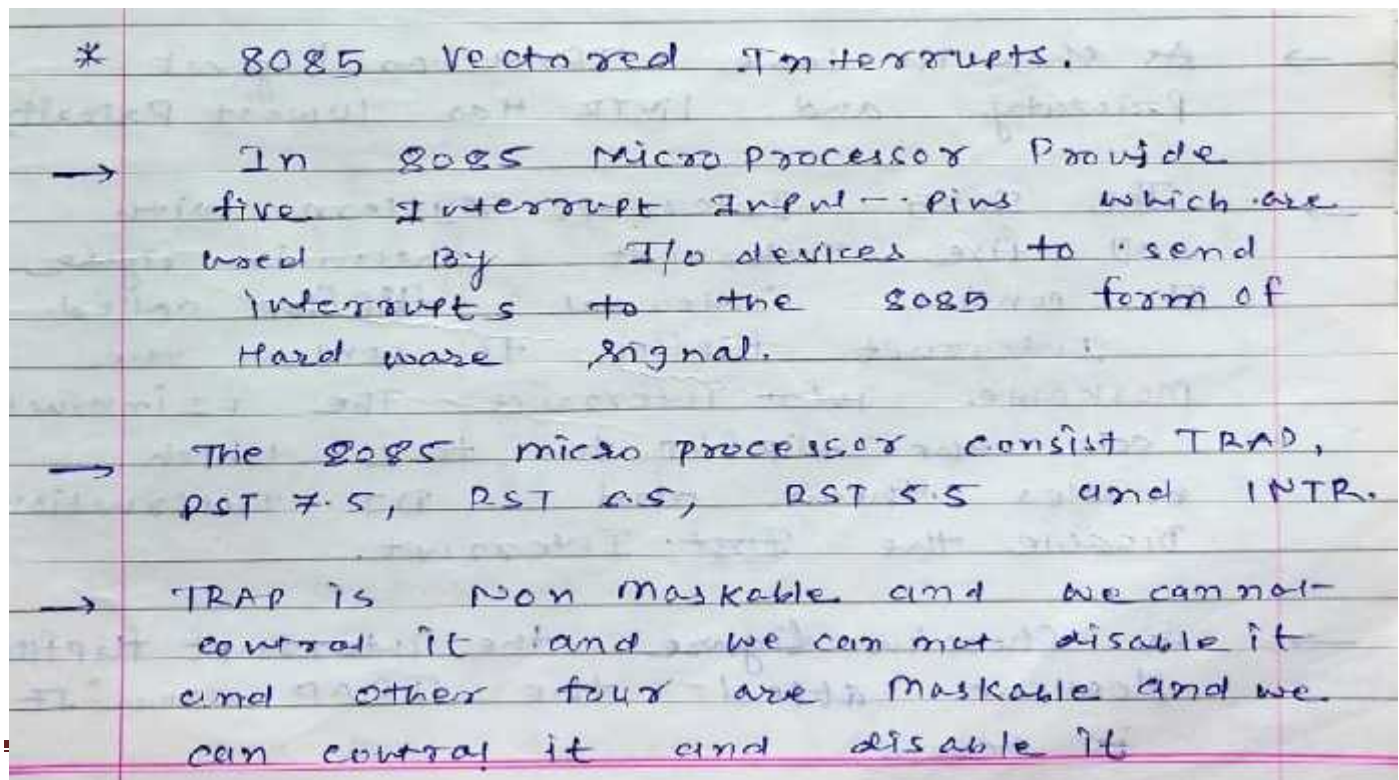 * 8085 Vectored Interrupts.
→ In 8085 Micro processor Provide
five Interrupt Input -- Pins which are
used By I/o devices to send
interrupts to the 8085 form of
Hard ware signal.
→ The 8085 micro processor consist TRAP,
RST 7.5, RST 6.5, RST 5.5 and INTR.
→ TRAP is Non Maskable and we can not
control it and we can not disable it
and other four are Maskable and we
can control it and disable it